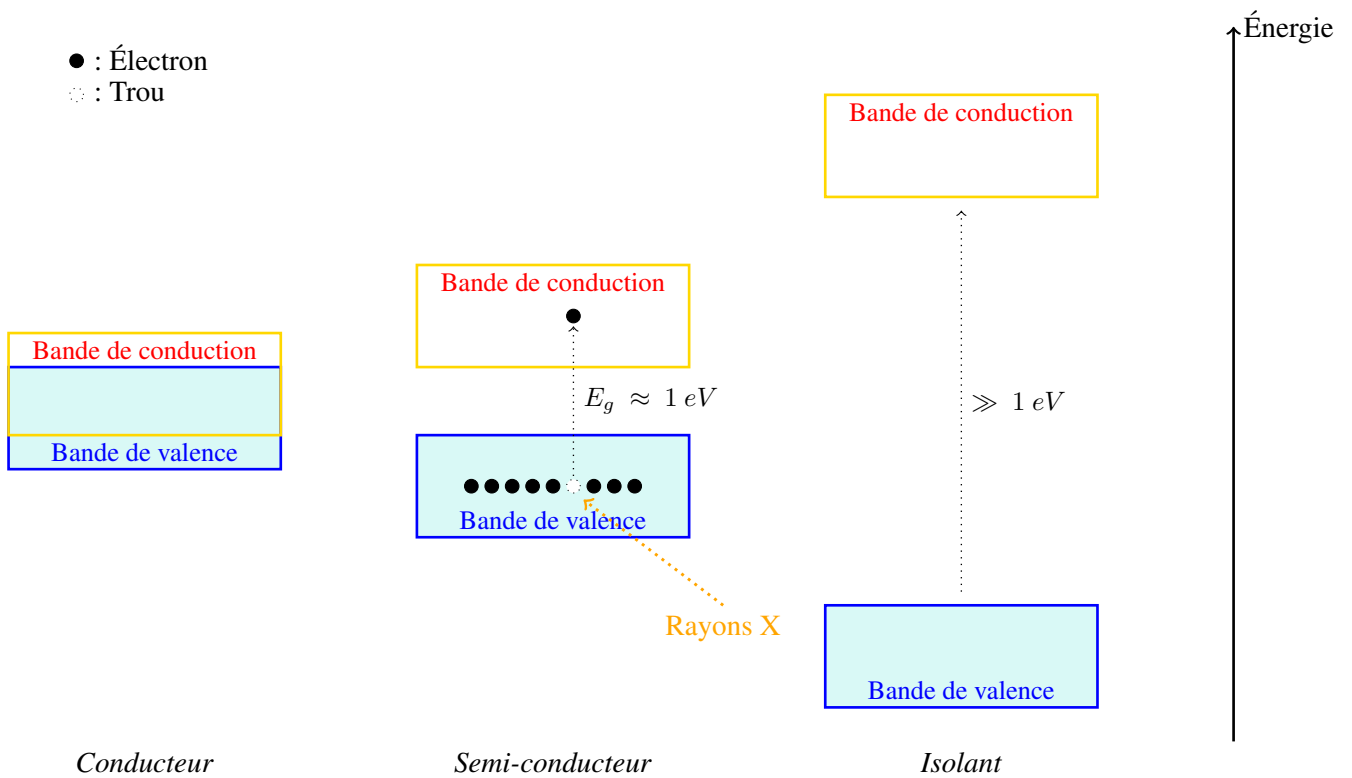 Énergie
● : Électron
◌ : Trou
Bande de conduction
Bande de conduction
Bande de conduction
E_g ≈ 1 eV
≫ 1 eV
Bande de valence
Bande de valence
Rayons X
Bande de valence
Conducteur
Semi-conducteur
Isolant